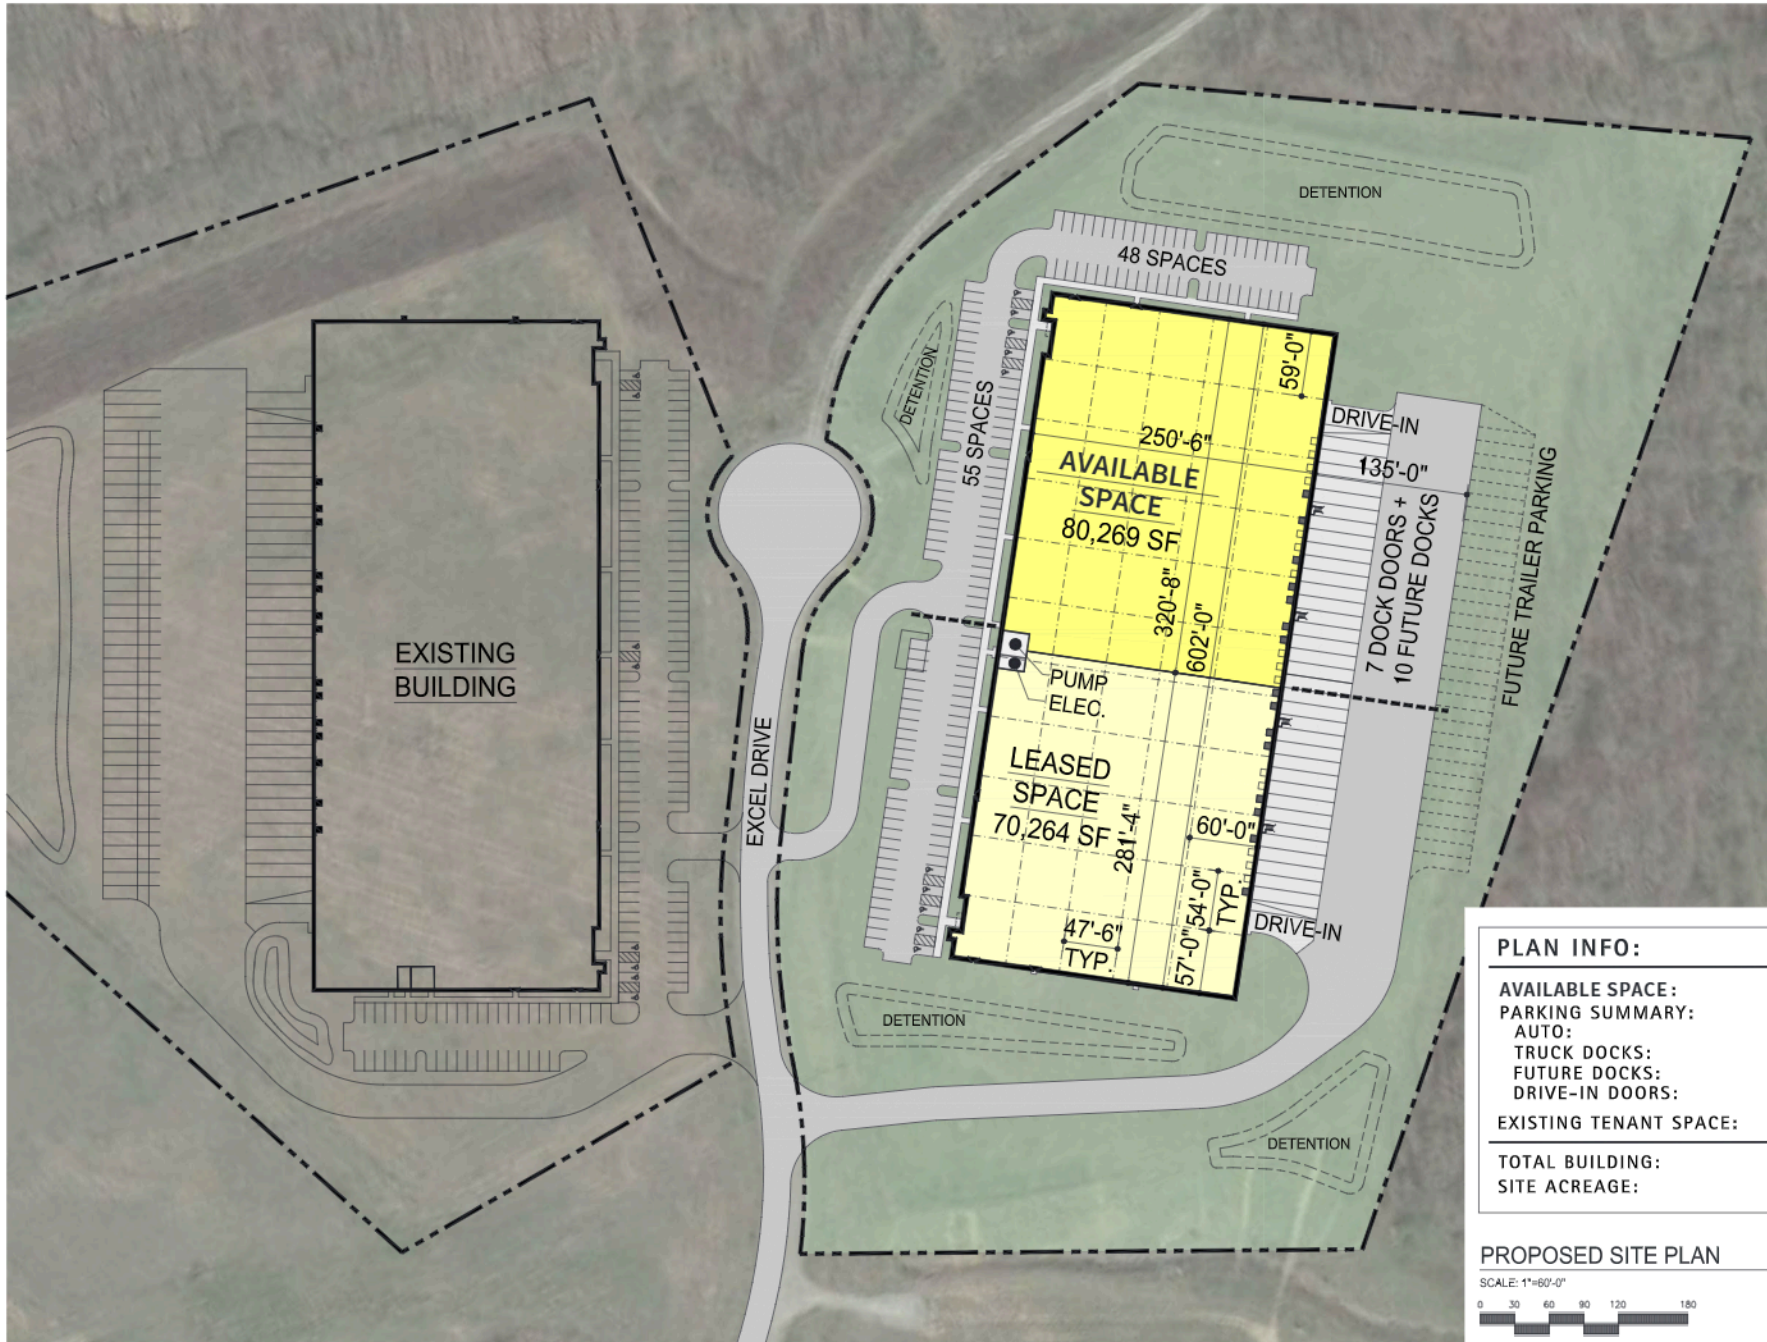 DETENTION
48 SPACES
DETENTION
55 SPACES
59'-0"
DRIVE-IN
250'-6"
135'-0"
AVAILABLE
SPACE
80,269 SF
320'-8"
602'-0"
7 DOCK DOORS +
10 FUTURE DOCKS
FUTURE TRAILER PARKING
EXISTING
BUILDING
EXCEL DRIVE
PUMP
ELEC.
LEASED
SPACE
70,264 SF
281'-4"
60'-0"
54'-0"
TYP.
47'-6"
TYP.
57'-0"
DRIVE-IN
DETENTION
DETENTION
PLAN INFO:
AVAILABLE SPACE:
PARKING SUMMARY:
AUTO:
TRUCK DOCKS:
FUTURE DOCKS:
DRIVE-IN DOORS:
EXISTING TENANT SPACE:
TOTAL BUILDING:
SITE ACREAGE:
PROPOSED SITE PLAN
SCALE: 1"=60'-0"
0 30 60 90 120 180